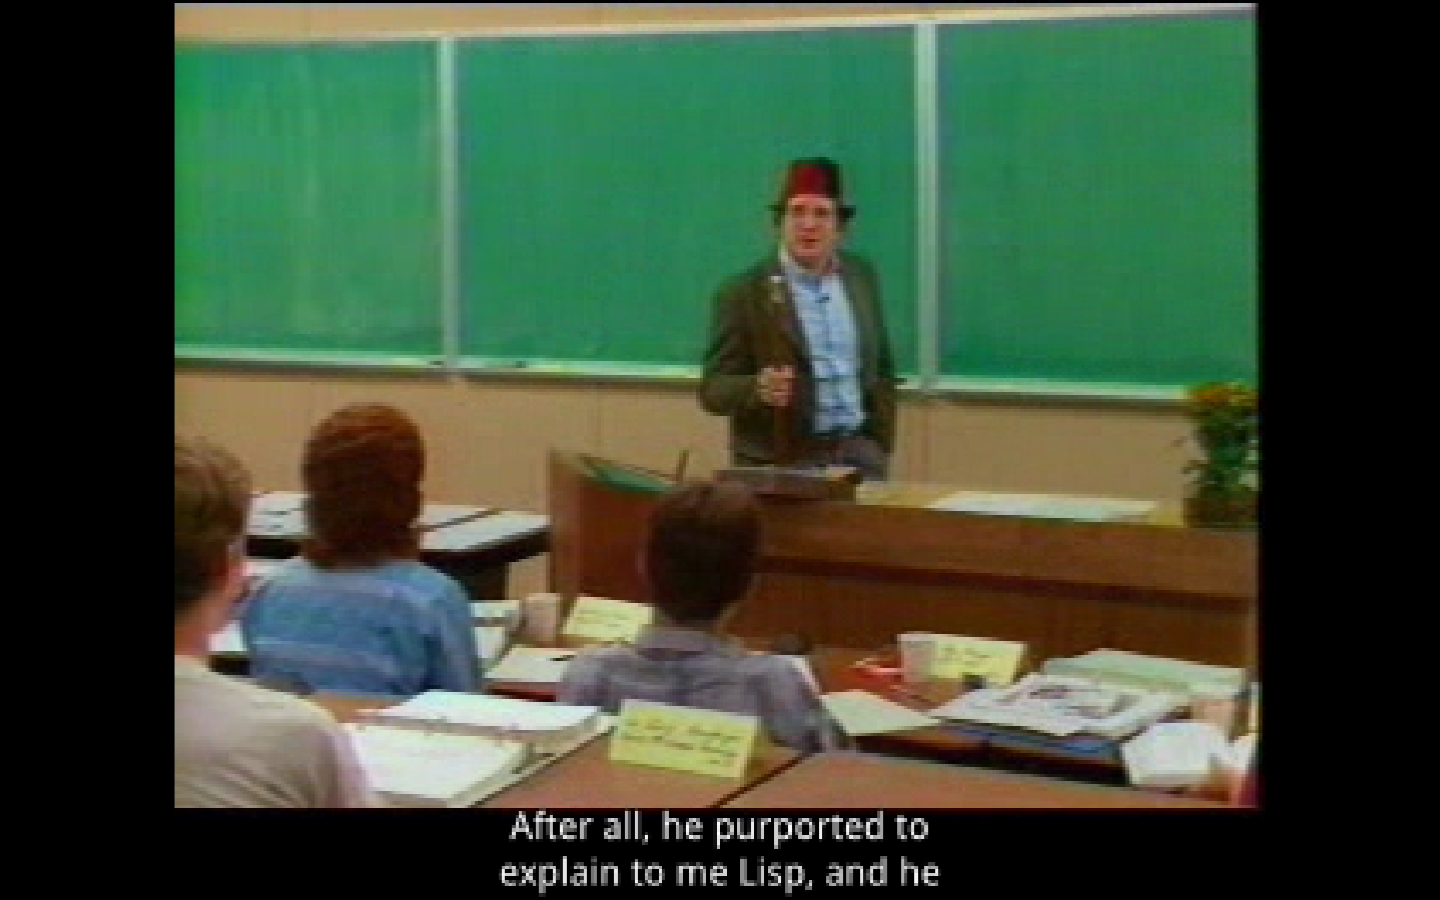 After all, he purported to
explain to me Lisp, and he